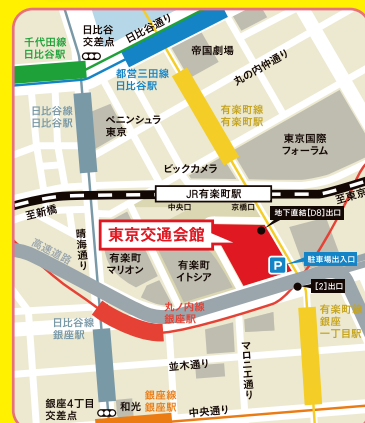 日比谷通り
日比谷
交差点
千代田線
日比谷駅
帝国劇場
都営三田線
日比谷駅
丸の内仲通り
日比谷線
日比谷駅
有楽町線
有楽町駅
ペニンシュラ
東京
東京国際
フォーラム
ビックカメラ
JR有楽町駅
至東京
至新橋
中央口
京橋口
地下直結[D8]出口
東京交通会館
晴海通り
高速道路
有楽町
マリオン
有楽町
イトシア
P
駐車場出入口
[2]出口
丸ノ内線
銀座駅
日比谷線
銀座駅
有楽町線
銀座
一丁目駅
並木通り
マロニエ通り
銀座4丁目
交差点
和光
銀座線
銀座駅
中央通り